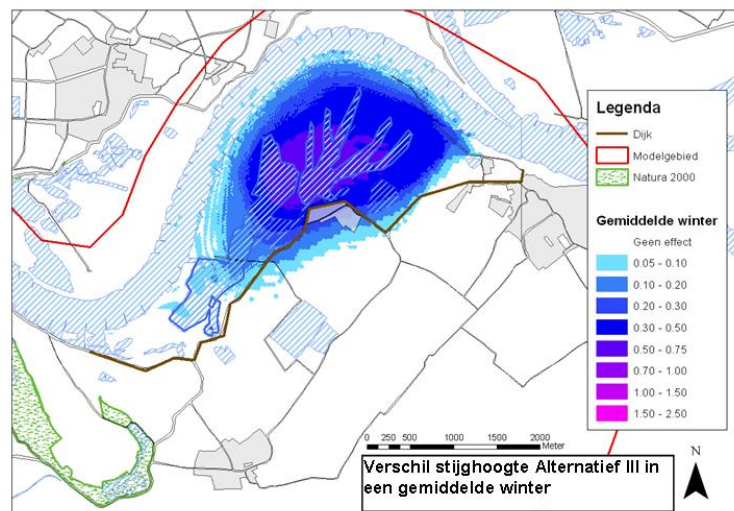 Legenda
Dijk
Modelgebied
Natura 2000
Gemiddelde winter
Geen effect
0.05 - 0.10
0.10 - 0.20
0.20 - 0.30
0.30 - 0.50
0.50 - 0.75
0.70 - 1.00
1.00 - 1.50
1.50 - 2.50
0 250 500 1000 1500 2000
Meter
Verschil stijghoogte Alternatief III in
een gemiddelde winter
N